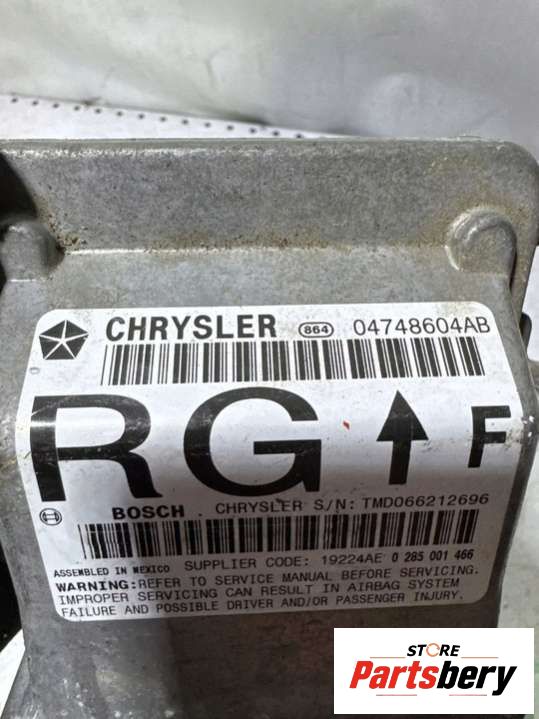 CHRYSLER 864 04748604AB
RG F
BOSCH CHRYSLER S/N: TMD066212696
ASSEMBLED IN MEXICO SUPPLIER CODE: 19224AE 0 285 001 466
WARNING: REFER TO SERVICE MANUAL BEFORE SERVICING.
IMPROPER SERVICING CAN RESULT IN AIRBAG SYSTEM
FAILURE AND POSSIBLE DRIVER AND/OR PASSENGER INJURY.
STORE
Partsbery